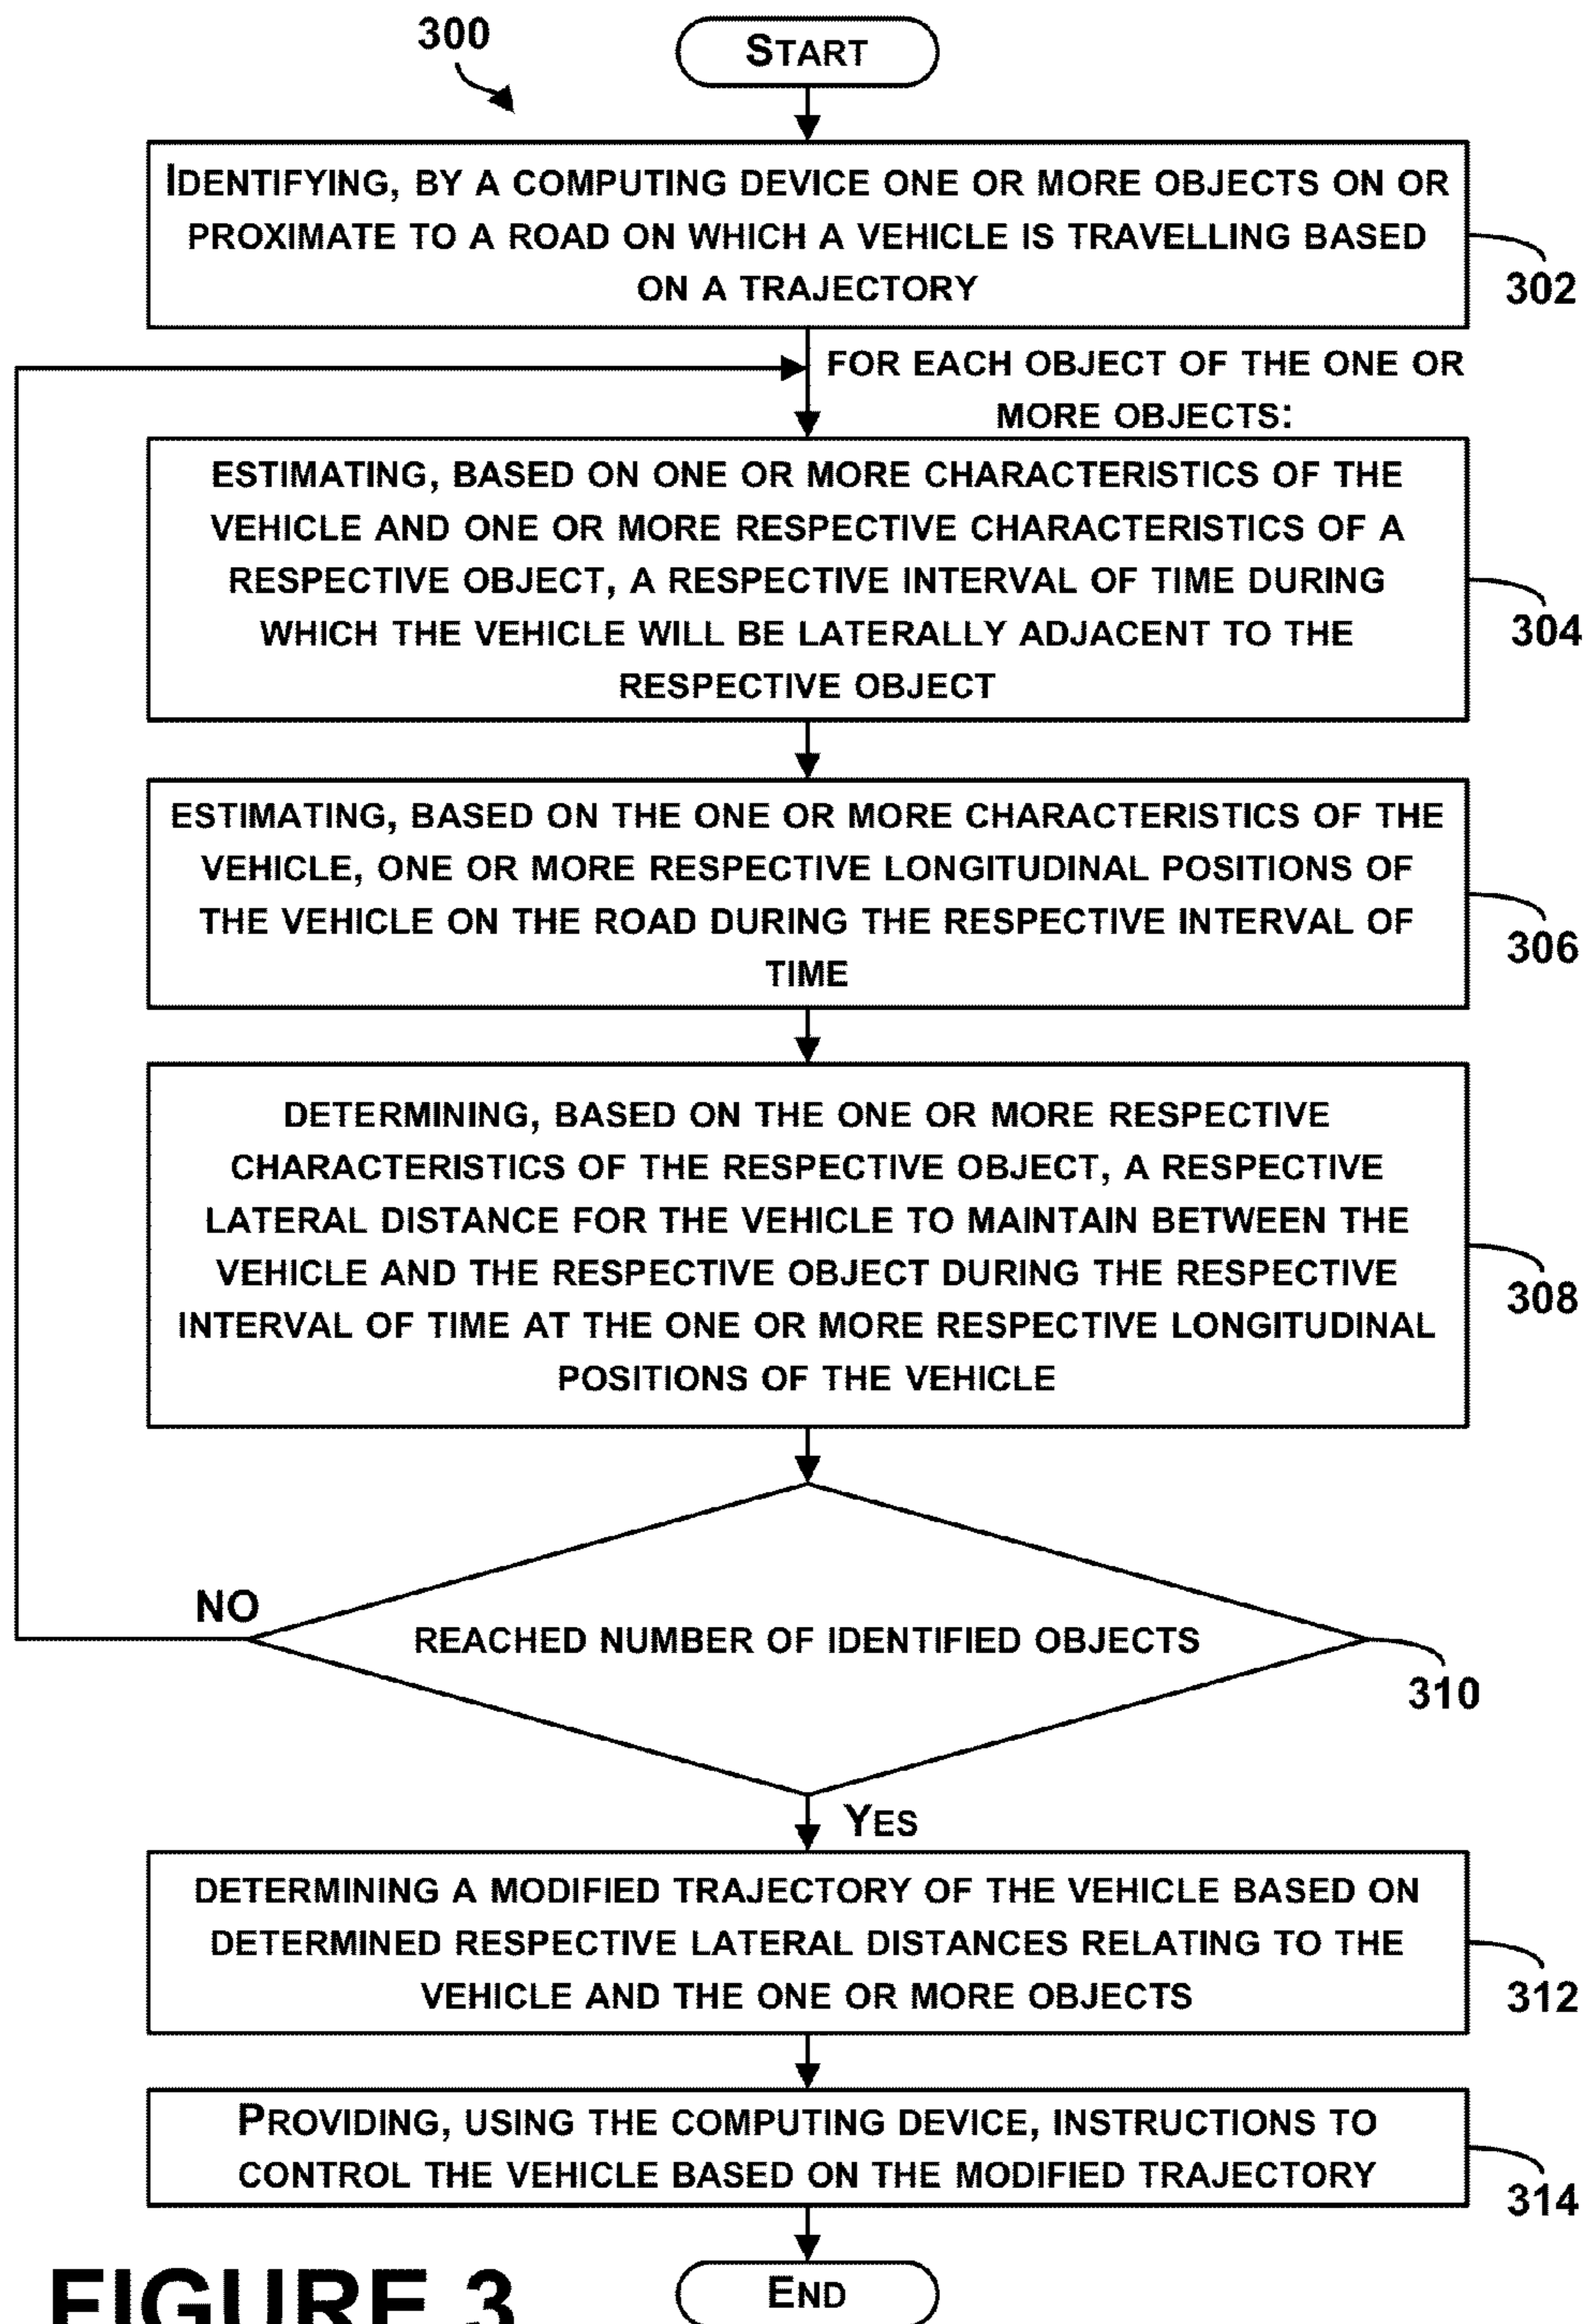 300
START
IDENTIFYING, BY A COMPUTING DEVICE ONE OR MORE OBJECTS ON OR
PROXIMATE TO A ROAD ON WHICH A VEHICLE IS TRAVELLING BASED
ON A TRAJECTORY
302
FOR EACH OBJECT OF THE ONE OR
MORE OBJECTS:
ESTIMATING, BASED ON ONE OR MORE CHARACTERISTICS OF THE
VEHICLE AND ONE OR MORE RESPECTIVE CHARACTERISTICS OF A
RESPECTIVE OBJECT, A RESPECTIVE INTERVAL OF TIME DURING
WHICH THE VEHICLE WILL BE LATERALLY ADJACENT TO THE
RESPECTIVE OBJECT
304
ESTIMATING, BASED ON THE ONE OR MORE CHARACTERISTICS OF THE
VEHICLE, ONE OR MORE RESPECTIVE LONGITUDINAL POSITIONS OF
THE VEHICLE ON THE ROAD DURING THE RESPECTIVE INTERVAL OF
TIME
306
DETERMINING, BASED ON THE ONE OR MORE RESPECTIVE
CHARACTERISTICS OF THE RESPECTIVE OBJECT, A RESPECTIVE
LATERAL DISTANCE FOR THE VEHICLE TO MAINTAIN BETWEEN THE
VEHICLE AND THE RESPECTIVE OBJECT DURING THE RESPECTIVE
INTERVAL OF TIME AT THE ONE OR MORE RESPECTIVE LONGITUDINAL
POSITIONS OF THE VEHICLE
308
NO
REACHED NUMBER OF IDENTIFIED OBJECTS
310
YES
DETERMINING A MODIFIED TRAJECTORY OF THE VEHICLE BASED ON
DETERMINED RESPECTIVE LATERAL DISTANCES RELATING TO THE
VEHICLE AND THE ONE OR MORE OBJECTS
312
PROVIDING, USING THE COMPUTING DEVICE, INSTRUCTIONS TO
CONTROL THE VEHICLE BASED ON THE MODIFIED TRAJECTORY
314
END
FIGURE 3